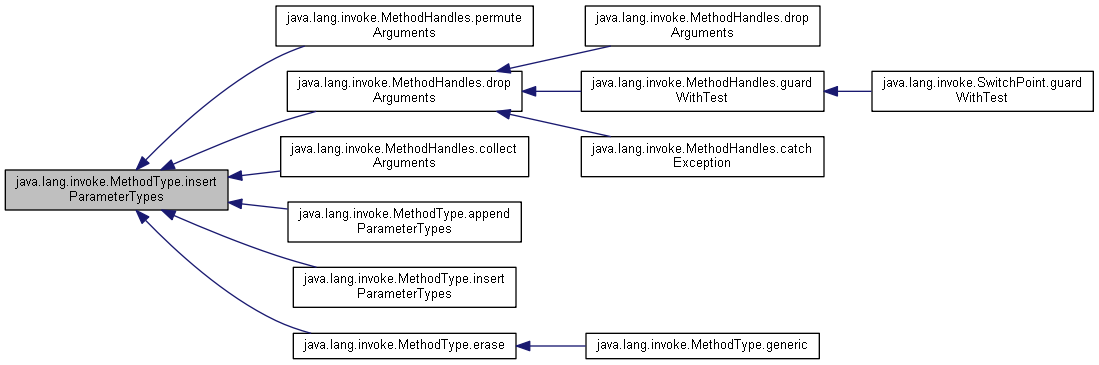 java.lang.invoke.MethodHandles.permute
Arguments
java.lang.invoke.MethodHandles.drop
Arguments
java.lang.invoke.MethodHandles.drop
Arguments
java.lang.invoke.MethodHandles.guard
WithTest
java.lang.invoke.SwitchPoint.guard
WithTest
java.lang.invoke.MethodHandles.collect
Arguments
java.lang.invoke.MethodHandles.catch
Exception
java.lang.invoke.MethodType.insert
ParameterTypes
java.lang.invoke.MethodType.append
ParameterTypes
java.lang.invoke.MethodType.insert
ParameterTypes
java.lang.invoke.MethodType.erase
java.lang.invoke.MethodType.generic